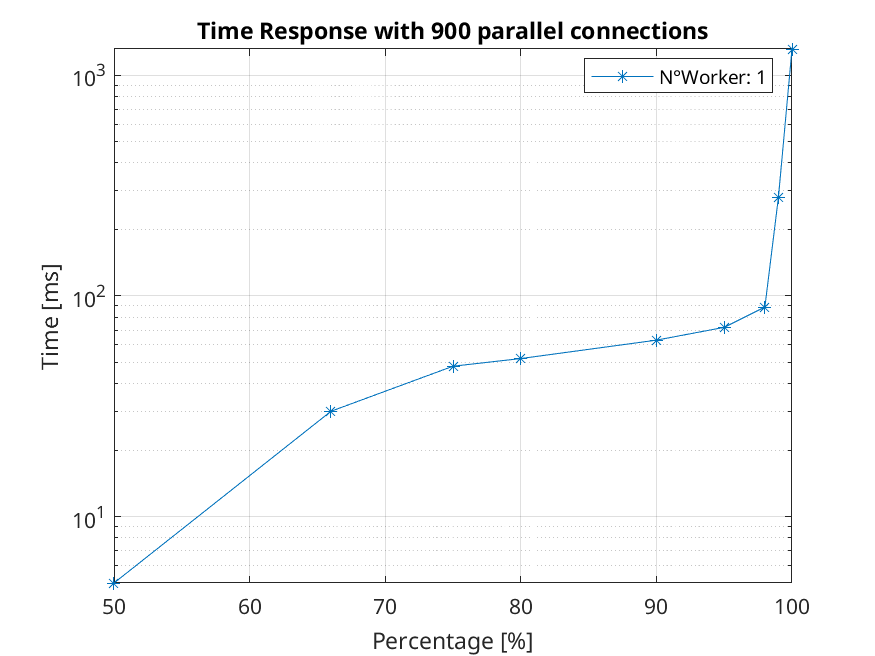 Time Response with 900 parallel connections
N°Worker: 1
10³
10²
10¹
Time [ms]
50 60 70 80 90 100
Percentage [%]